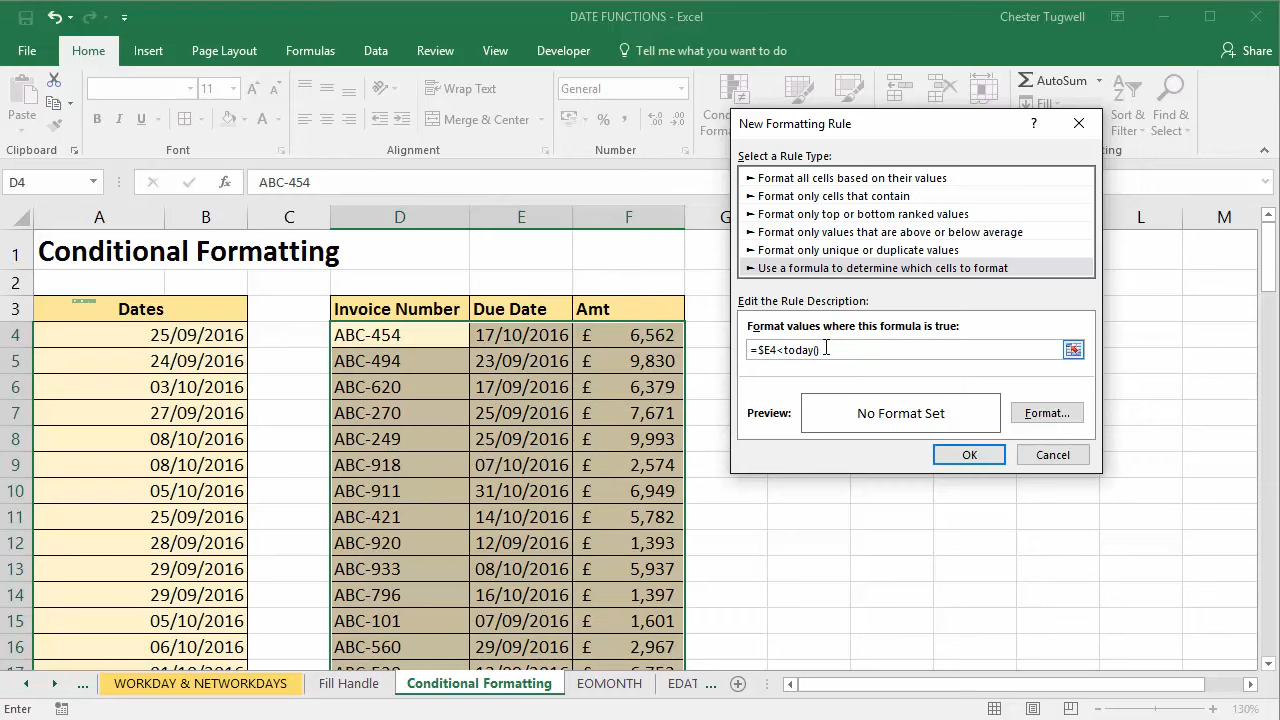 DATE FUNCTIONS - Excel
Chester Tugwell
File Home Insert Page Layout Formulas Data Review View Developer Tell me what you want to do Share
Paste
11
Wrap Text
Merge & Center
General
AutoSum
Fill
Sort &
Filter
Find &
Select
Clipboard Font Alignment Number
D4 ABC-454
A B C D E F G L M
1 Conditional Formatting
2
3 Dates Invoice Number Due Date Amt
4 25/09/2016 ABC-454 17/10/2016 £ 6,562
5 24/09/2016 ABC-494 23/09/2016 £ 9,830
6 03/10/2016 ABC-620 17/09/2016 £ 6,379
7 27/09/2016 ABC-270 25/09/2016 £ 7,671
8 08/10/2016 ABC-249 25/09/2016 £ 9,993
9 08/10/2016 ABC-918 07/10/2016 £ 2,574
10 05/10/2016 ABC-911 31/10/2016 £ 6,949
11 25/09/2016 ABC-421 14/10/2016 £ 5,782
12 28/09/2016 ABC-920 12/09/2016 £ 1,393
13 29/09/2016 ABC-933 08/10/2016 £ 5,937
14 29/09/2016 ABC-796 16/10/2016 £ 1,397
15 05/10/2016 ABC-101 07/09/2016 £ 1,601
16 06/10/2016 ABC-560 29/09/2016 £ 2,967
New Formatting Rule
Select a Rule Type:
► Format all cells based on their values
► Format only cells that contain
► Format only top or bottom ranked values
► Format only values that are above or below average
► Format only unique or duplicate values
► Use a formula to determine which cells to format
Edit the Rule Description:
Format values where this formula is true:
=$E4<today()
Preview: No Format Set Format...
OK Cancel
... WORKDAY & NETWORKDAYS Fill Handle Conditional Formatting EOMONTH EDAT ...
Enter 130%